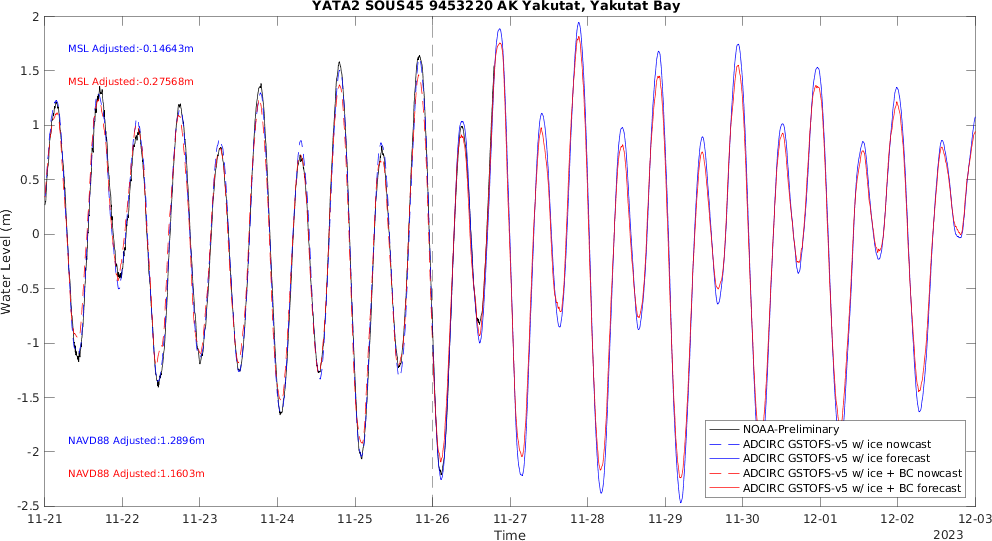 YATA2 SOUS45 9453220 AK Yakutat, Yakutat Bay
2
MSL Adjusted:-0.14643m
1.5
MSL Adjusted:-0.27568m
1
0.5
0
Water Level (m)
-0.5
-1
-1.5
NOAA-Preliminary
NAVD88 Adjusted:1.2896m
ADCIRC GSTOFS-v5 w/ ice nowcast
-2
ADCIRC GSTOFS-v5 w/ ice forecast
NAVD88 Adjusted:1.1603m
ADCIRC GSTOFS-v5 w/ ice + BC nowcast
ADCIRC GSTOFS-v5 w/ ice + BC forecast
-2.5
11-21 11-22 11-23 11-24 11-25 11-26 11-27 11-28 11-29 11-30 12-01 12-02 12-03
Time
2023